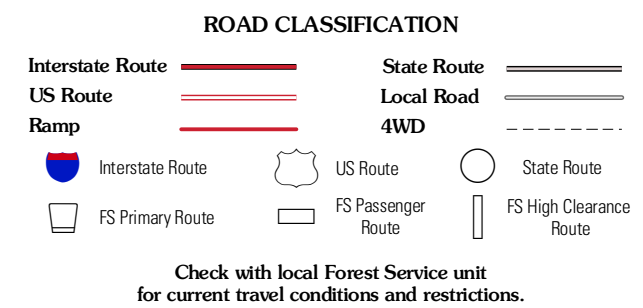 ROAD CLASSIFICATION
Interstate Route
State Route
US Route
Local Road
Ramp
4WD
Interstate Route
US Route
State Route
FS Primary Route
FS Passenger
Route
FS High Clearance
Route
Check with local Forest Service unit
for current travel conditions and restrictions.